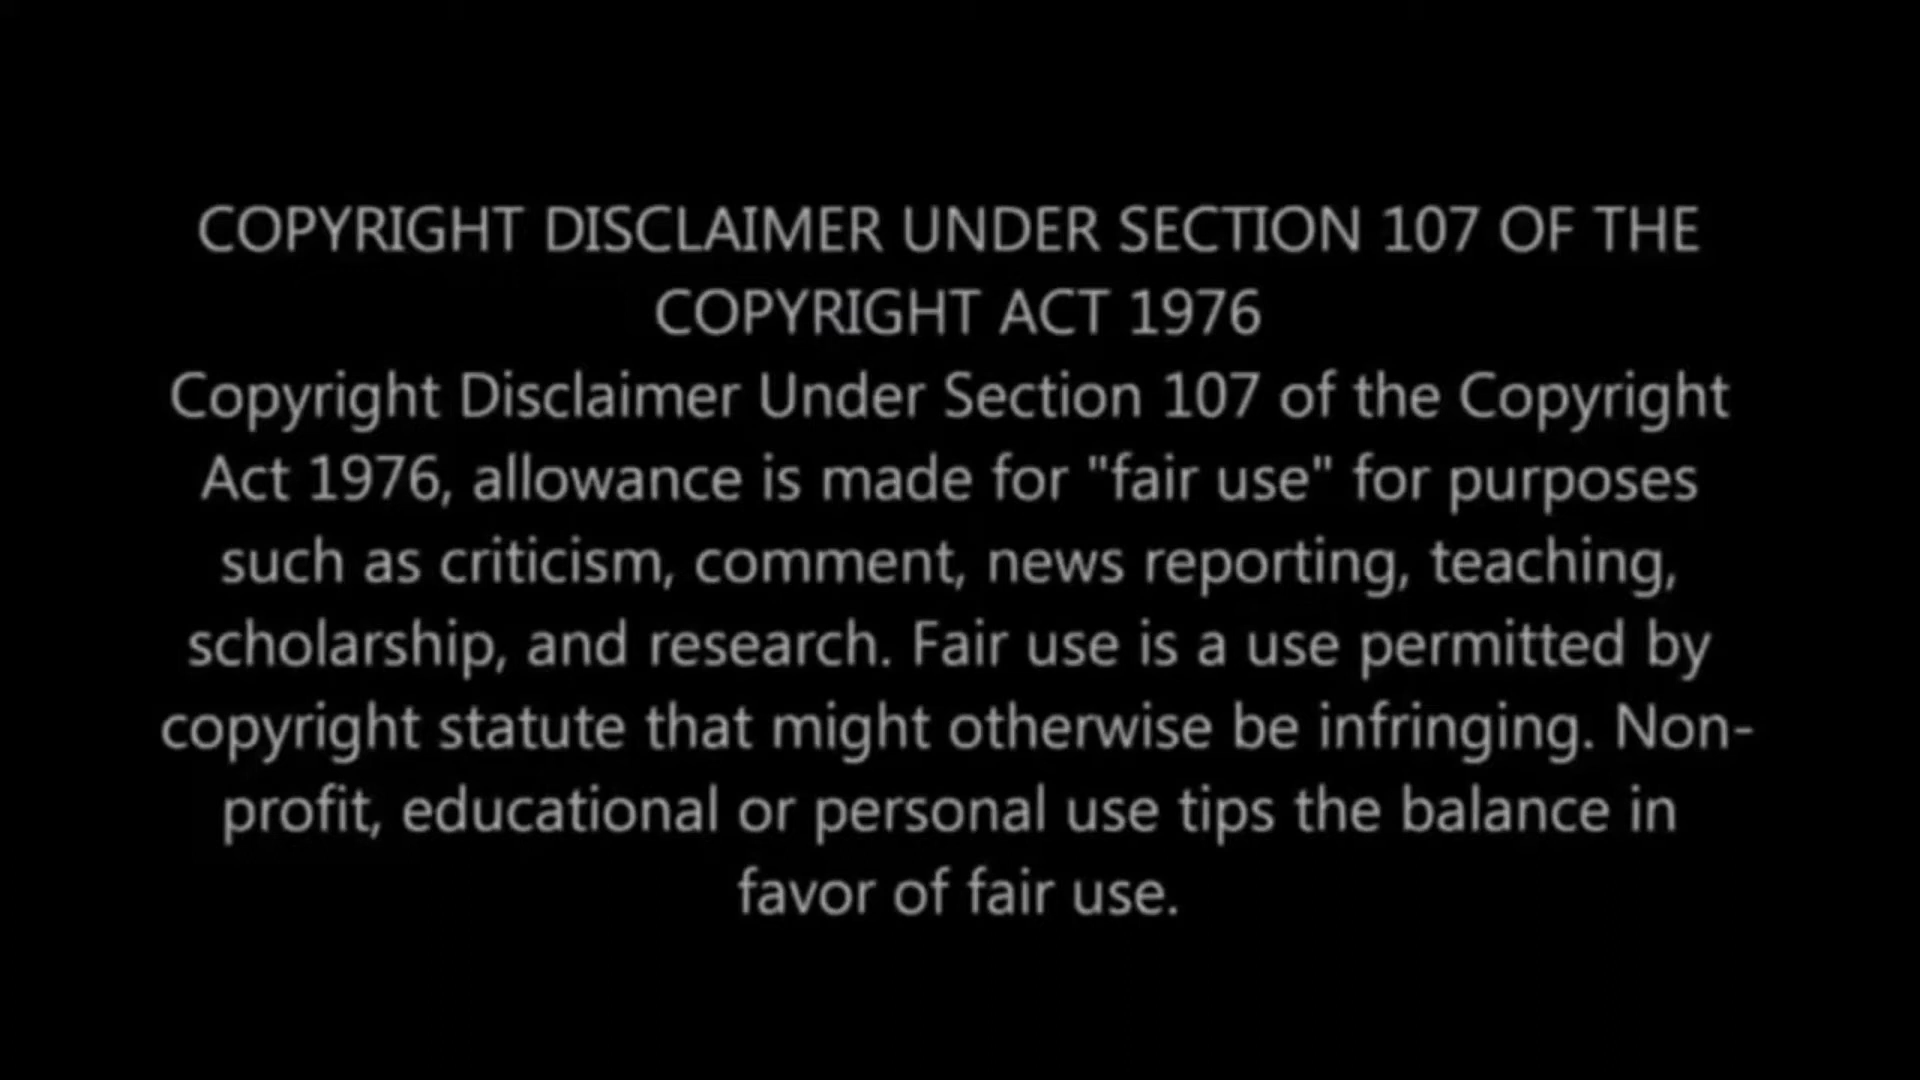 COPYRIGHT DISCLAIMER UNDER SECTION 107 OF THE
COPYRIGHT ACT 1976
Copyright Disclaimer Under Section 107 of the Copyright
Act 1976, allowance is made for "fair use" for purposes
such as criticism, comment, news reporting, teaching,
scholarship, and research. Fair use is a use permitted by
copyright statute that might otherwise be infringing. Non-
profit, educational or personal use tips the balance in
favor of fair use.